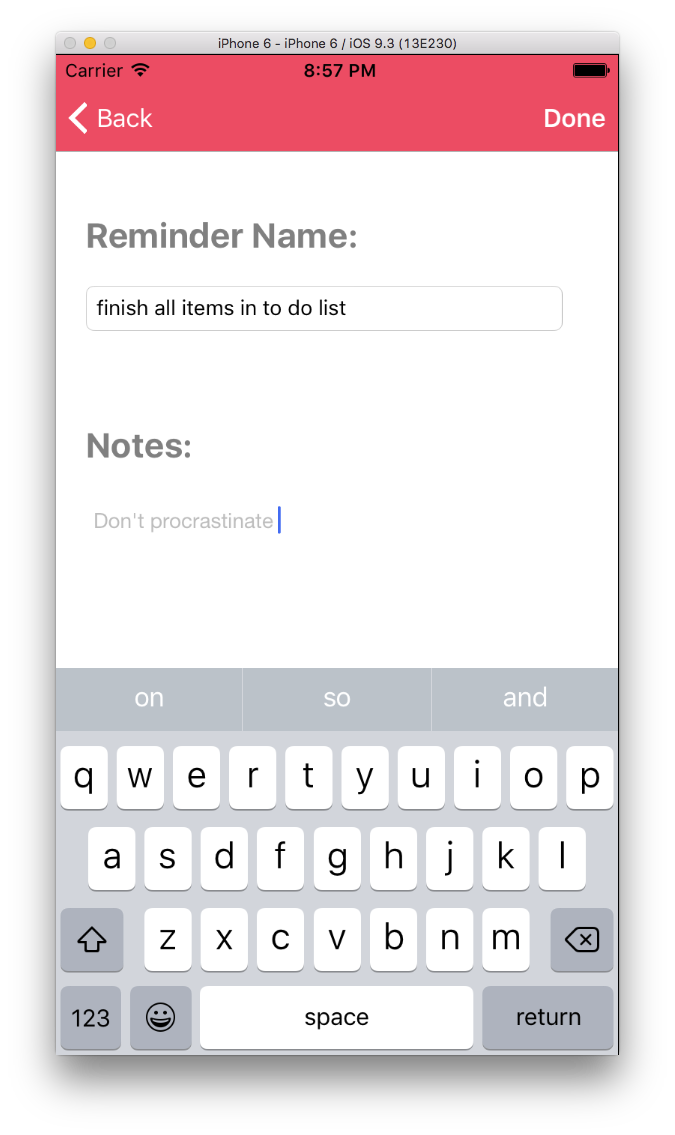 iPhone 6 - iPhone 6 / iOS 9.3 (13E230)
Carrier 8:57 PM
Back Done
Reminder Name:
finish all items in to do list
Notes:
Don't procrastinate
on so and
q w e r t y u i o p
a s d f g h j k l
z x c v b n m
123 space return